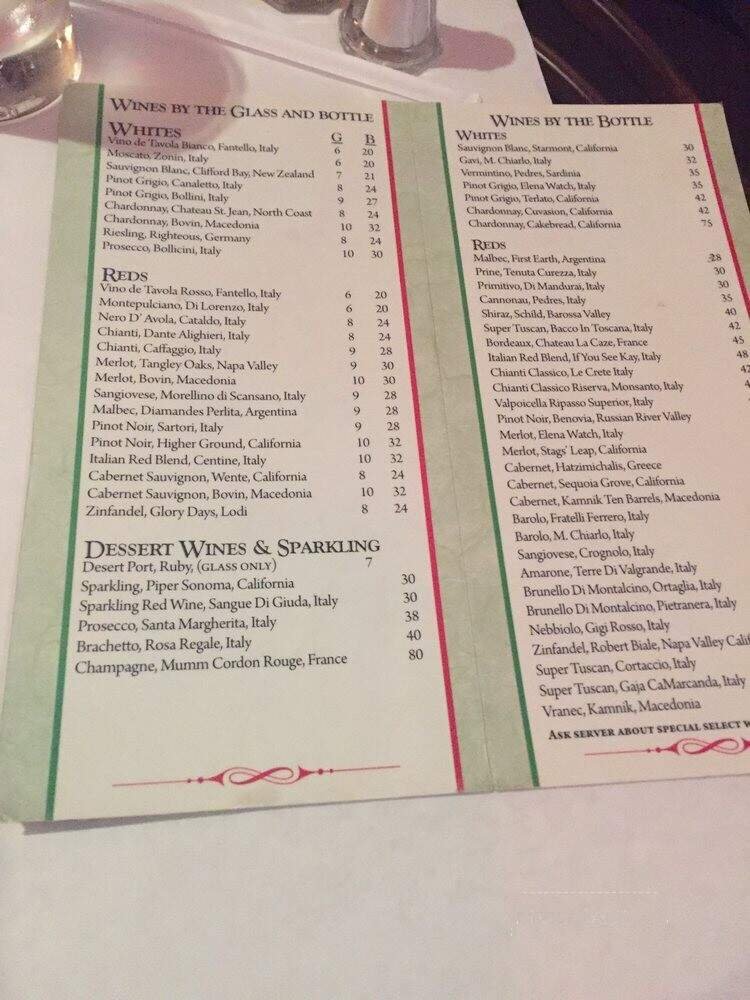 Wines by the Glass and bottle
Whites G B
Vino de Tavola Bianco, Fantello, Italy 6 20
Moscato, Zonin, Italy 6 20
Sauvignon Blanc, Clifford Bay, New Zealand 7 21
Pinot Grigio, Canaletto, Italy 8 24
Pinot Grigio, Bollini, Italy 9 27
Chardonnay, Chateau St. Jean, North Coast 8 24
Chardonnay, Bovin, Macedonia 10 32
Riesling, Righteous, Germany 8 24
Prosecco, Bollicini, Italy 10 30
Reds
Vino de Tavola Rosso, Fantello, Italy 6 20
Montepulciano, Di Lorenzo, Italy 6 20
Nero D' Avola, Cataldo, Italy 8 24
Chianti, Dante Alighieri, Italy 8 24
Chianti, Caffaggio, Italy 9 28
Merlot, Tangley Oaks, Napa Valley 9 30
Merlot, Bovin, Macedonia 10 30
Sangiovese, Morellino di Scansano, Italy 9 28
Malbec, Diamandes Perlita, Argentina 9 28
Pinot Noir, Sartori, Italy 9 28
Pinot Noir, Higher Ground, California 10 32
Italian Red Blend, Centine, Italy 10 32
Cabernet Sauvignon, Wente, California 8 24
Cabernet Sauvignon, Bovin, Macedonia 10 32
Zinfandel, Glory Days, Lodi 8 24
Dessert Wines & Sparkling
Desert Port, Ruby, (glass only) 7
Sparkling, Piper Sonoma, California 30
Sparkling Red Wine, Sangue Di Giuda, Italy 30
Prosecco, Santa Margherita, Italy 38
Brachetto, Rosa Regale, Italy 40
Champagne, Mumm Cordon Rouge, France 80
Wines by the Bottle
Whites
Sauvignon Blanc, Starmont, California 30
Gavi, M. Chiarlo, Italy 32
Vermintino, Pedres, Sardinia 35
Pinot Grigio, Elena Watch, Italy 35
Pinot Grigio, Terlato, California 42
Chardonnay, Cuvasion, California 42
Chardonnay, Cakebread, California 75
Reds
Malbec, First Earth, Argentina 28
Prine, Tenuta Curezza, Italy 30
Primitivo, Di Mandurai, Italy 30
Cannonau, Pedres, Italy 35
Shiraz, Schild, Barossa Valley 40
Super Tuscan, Bacco In Toscana, Italy 42
Bordeaux, Chateau La Caze, France 45
Italian Red Blend, If You See Kay, Italy 48
Chianti Classico, Le Crete Italy
Chianti Classico Riserva, Monsanto, Italy
Valpoicella Ripasso Superior, Italy
Pinot Noir, Benovia, Russian River Valley
Merlot, Elena Watch, Italy
Merlot, Stags' Leap, California
Cabernet, Hatzimichalis, Greece
Cabernet, Sequoia Grove, California
Cabernet, Kamnik Ten Barrels, Macedonia
Barolo, Fratelli Ferrero, Italy
Barolo, M. Chiarlo, Italy
Sangiovese, Crognolo, Italy
Amarone, Terre Di Valgrande, Italy
Brunello Di Montalcino, Ortaglia, Italy
Brunello Di Montalcino, Pietranera, Italy
Nebbiolo, Gigi Rosso, Italy
Zinfandel, Robert Biale, Napa Valley
Super Tuscan, Cortaccio, Italy
Super Tuscan, Gaja CaMarcanda, Italy
Vranec, Kamnik, Macedonia
Ask server about special select